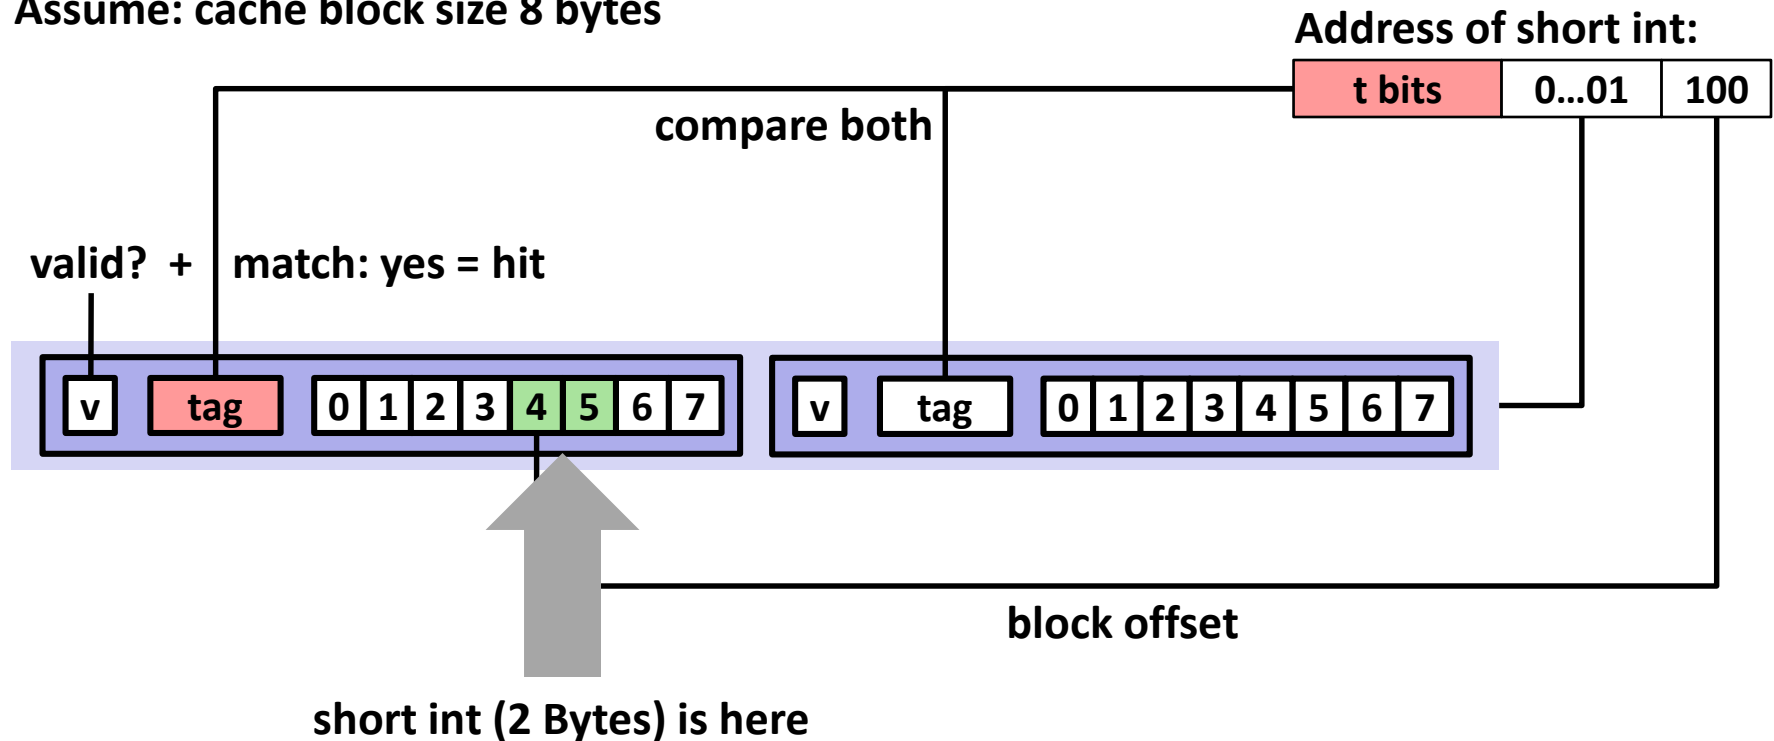 Assume: cache block size 8 bytes
Address of short int:
t bits 0...01 100
compare both
valid? + match: yes = hit
v tag 0 1 2 3 4 5 6 7 v tag 0 1 2 3 4 5 6 7
block offset
short int (2 Bytes) is here